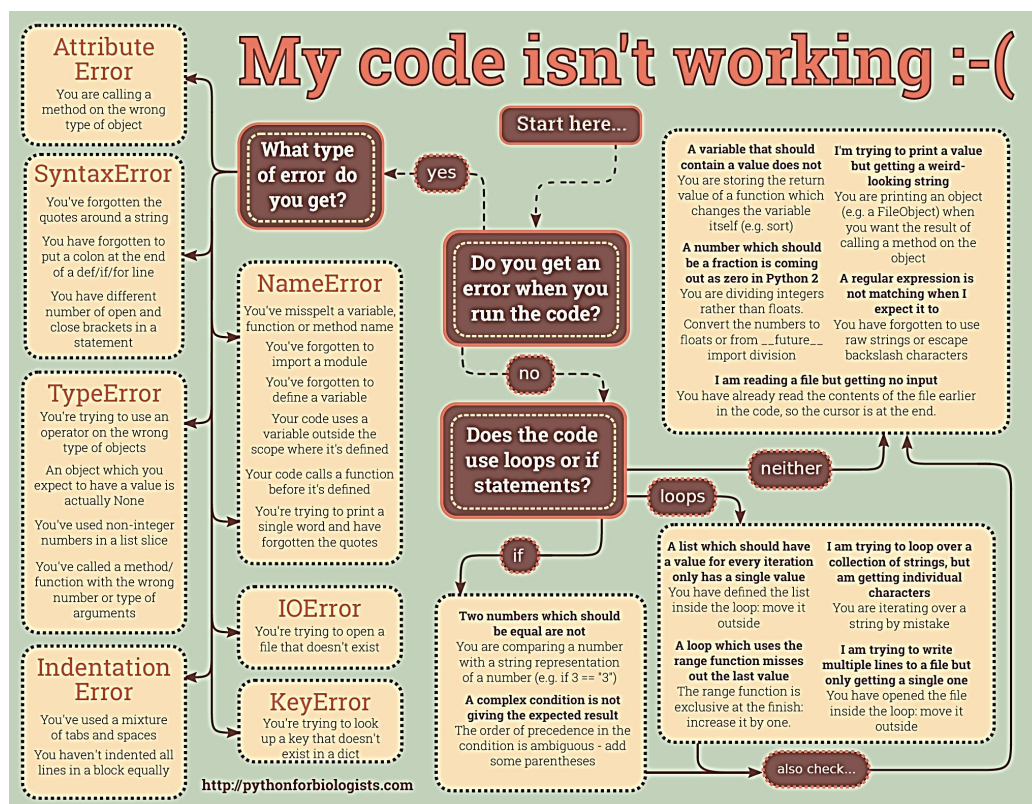 My code isn't working :-(
Start here...
Do you get an
error when you
run the code?
yes
What type
of error do
you get?
Attribute
Error
You are calling a
method on the wrong
type of object
SyntaxError
You've forgotten the
quotes around a string
You have forgotten to
put a colon at the end
of a def/if/for line
You have different
number of open and
close brackets in a
statement
TypeError
You're trying to use an
operator on the wrong
type of objects
An object which you
expect to have a value is
actually None
You've used non-integer
numbers in a list slice
You've called a method/
function with the wrong
number or type of
arguments
Indentation
Error
You've used a mixture
of tabs and spaces
You haven't indented all
lines in a block equally
NameError
You've misspelt a variable,
function or method name
You've forgotten to
import a module
You've forgotten to
define a variable
Your code uses a
variable outside the
scope where it's defined
Your code calls a function
before it's defined
You're trying to print a
single word and have
forgotten the quotes
IOError
You're trying to open a
file that doesn't exist
KeyError
You're trying to look
up a key that doesn't
exist in a dict
no
Does the code
use loops or if
statements?
neither
loops
if
A variable that should
contain a value does not
You are storing the return
value of a function which
changes the variable
itself (e.g. sort)
A number which should
be a fraction is coming
out as zero in Python 2
You are dividing integers
rather than floats.
Convert the numbers to
floats or from __future__
import division
I'm trying to print a value
but getting a weird-
looking string
You are printing an object
(e.g. a FileObject) when
you want the result of
calling a method on the
object
A regular expression is
not matching when I
expect it to
You have forgotten to use
raw strings or escape
backslash characters
I am reading a file but getting no input
You have already read the contents of the file earlier
in the code, so the cursor is at the end.
Two numbers which should
be equal are not
You are comparing a number
with a string representation
of a number (e.g. if 3 == "3")
A complex condition is not
giving the expected result
The order of precedence in the
condition is ambiguous - add
some parentheses
A list which should have
a value for every iteration
only has a single value
You have defined the list
inside the loop: move it
outside
A loop which uses the
range function misses
out the last value
The range function is
exclusive at the finish:
increase it by one.
I am trying to loop over a
collection of strings, but
am getting individual
characters
You are iterating over a
string by mistake
I am trying to write
multiple lines to a file but
only getting a single one
You have opened the file
inside the loop: move it
outside
also check...
http://pythonforbiologists.com